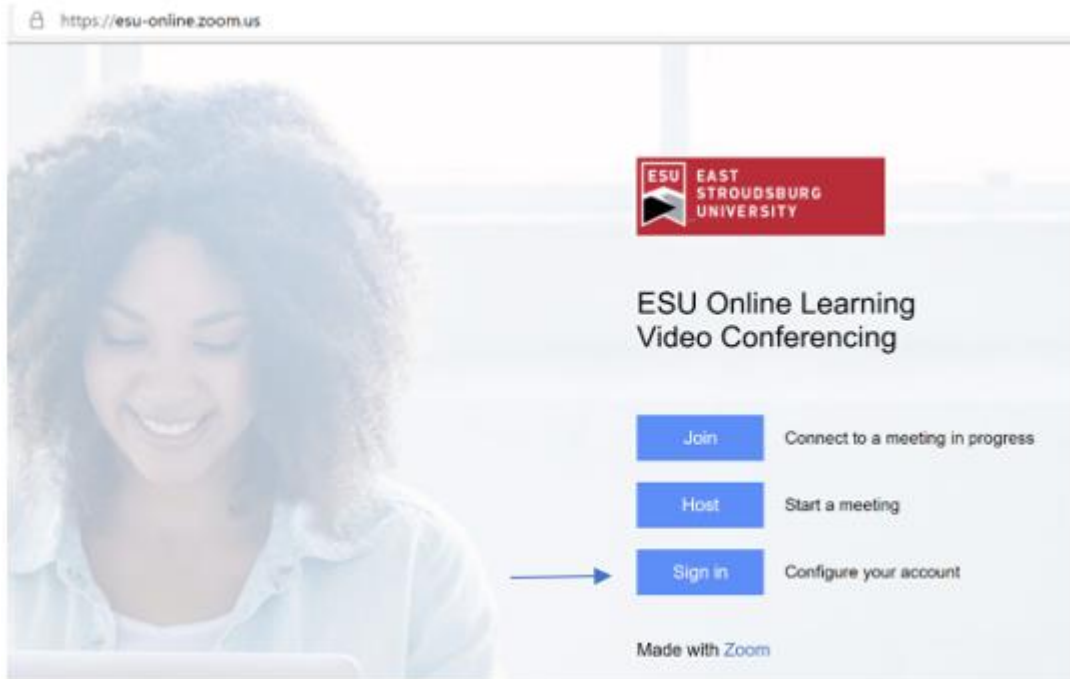 https://esu-online.zoom.us
ESU
EAST
STROUDSBURG
UNIVERSITY
ESU Online Learning
Video Conferencing
Join Connect to a meeting in progress
Host Start a meeting
Sign in Configure your account
Made with Zoom